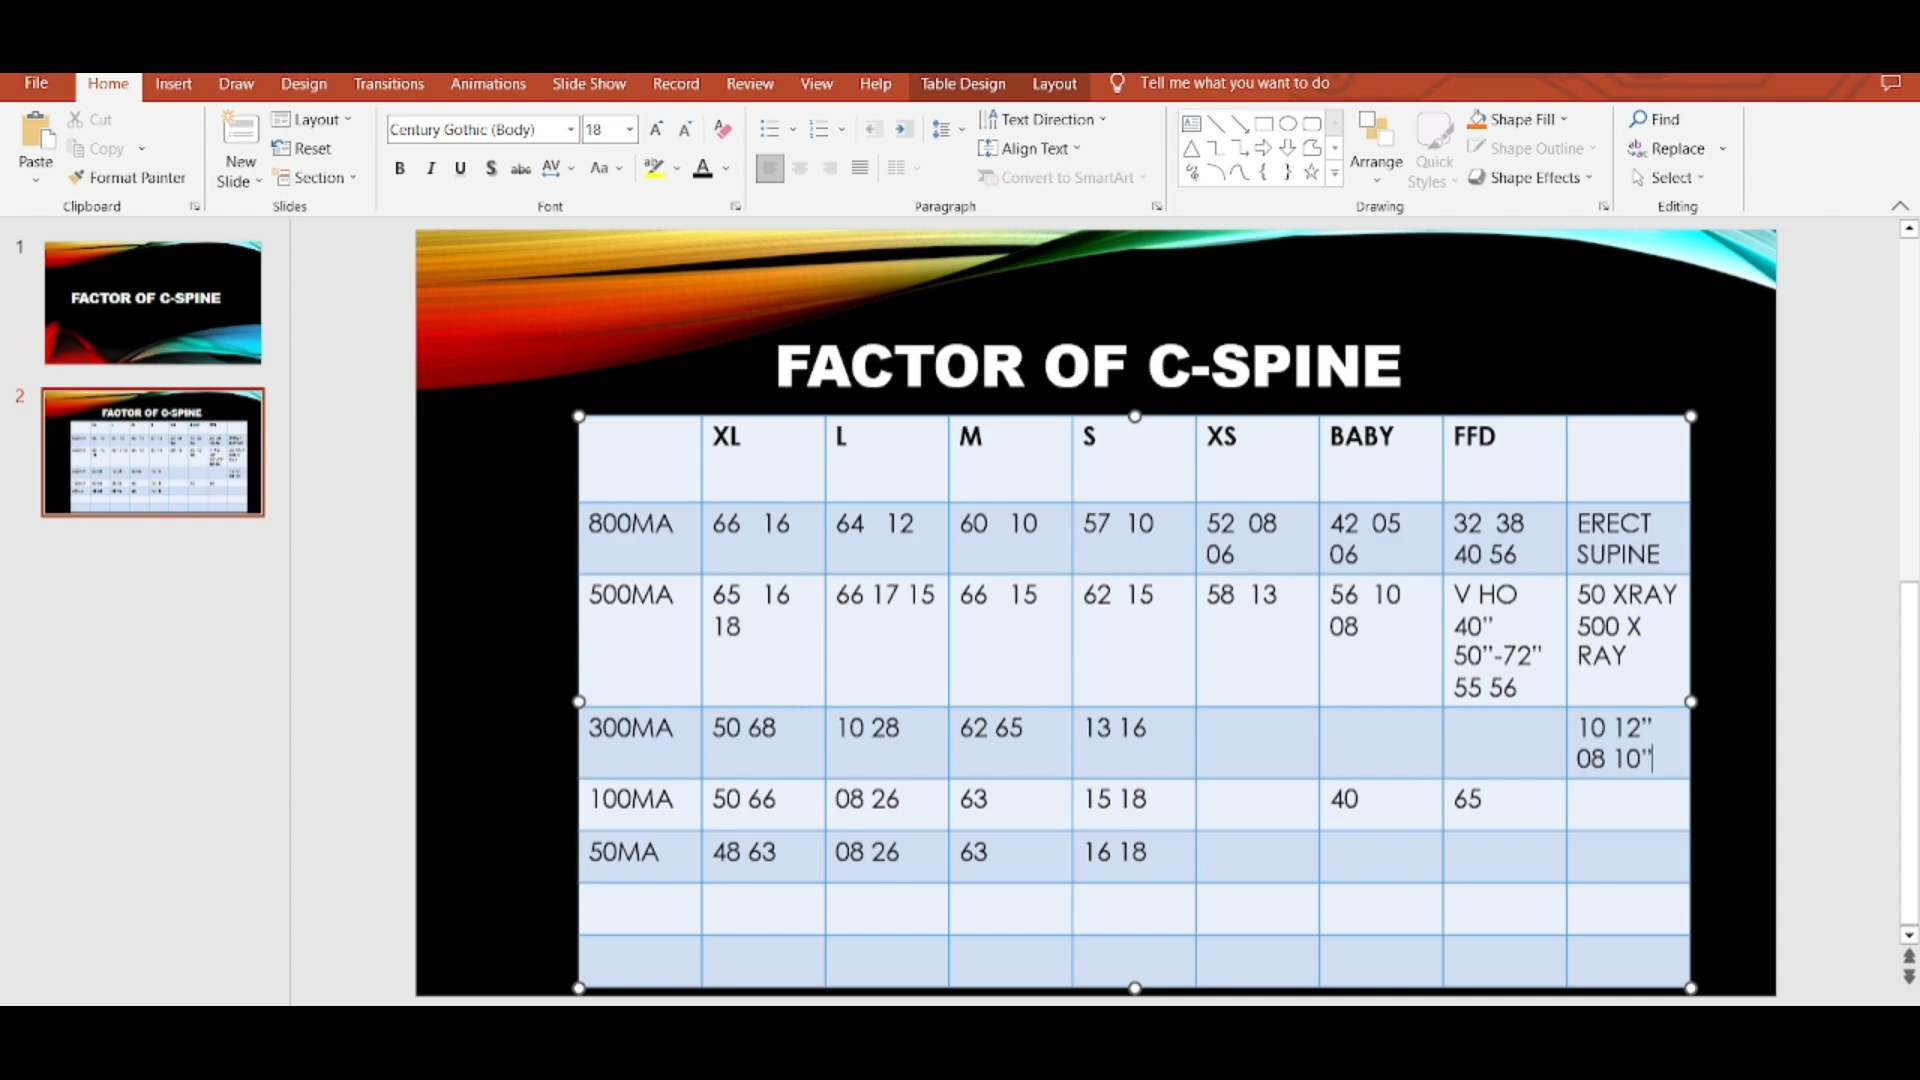 File Home Insert Draw Design Transitions Animations Slide Show Record Review View Help Table Design Layout Tell me what you want to do
Paste
Cut
Copy
Format Painter
Clipboard
New
Slide
Layout
Reset
Section
Slides
Century Gothic (Body) 18
B I U S abc AV Aa A
Font
Text Direction
Align Text
Convert to SmartArt
Paragraph
Arrange
Quick
Styles
Shape Fill
Shape Outline
Shape Effects
Drawing
Find
Replace
Select
Editing
1
FACTOR OF C-SPINE
2
FACTOR OF C-SPINE
FACTOR OF C-SPINE
XL L M S XS BABY FFD
800MA 66 16 64 12 60 10 57 10 52 08 42 05 32 38 ERECT
06 06 40 56 SUPINE
500MA 65 16 66 17 15 66 15 62 15 58 13 56 10 V HO 50 XRAY
18 08 40” 500 X
50”-72” RAY
55 56
300MA 50 68 10 28 62 65 13 16 10 12”
08 10”
100MA 50 66 08 26 63 15 18 40 65
50MA 48 63 08 26 63 16 18